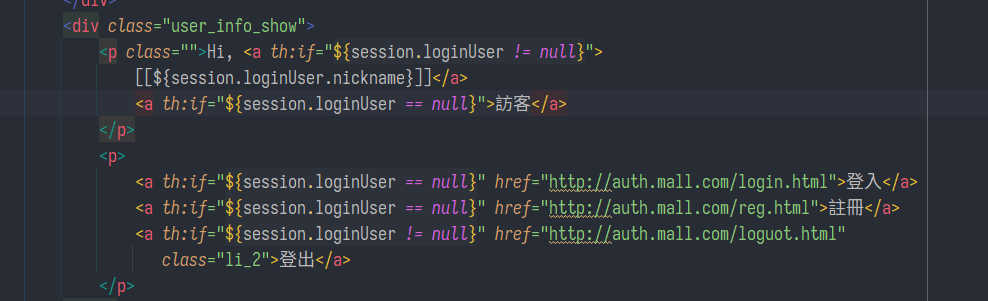 </div>
<div class="user_info_show">
<p class="">Hi, <a th:if="${session.loginUser != null}">
[[${session.loginUser.nickname}]]</a>
<a th:if="${session.loginUser == null}">訪客</a>
</p>
<p>
<a th:if="${session.loginUser == null}" href="http://auth.mall.com/login.html">登入</a>
<a th:if="${session.loginUser == null}" href="http://auth.mall.com/reg.html">註冊</a>
<a th:if="${session.loginUser != null}" href="http://auth.mall.com/loguot.html"
class="li_2">登出</a>
</p>